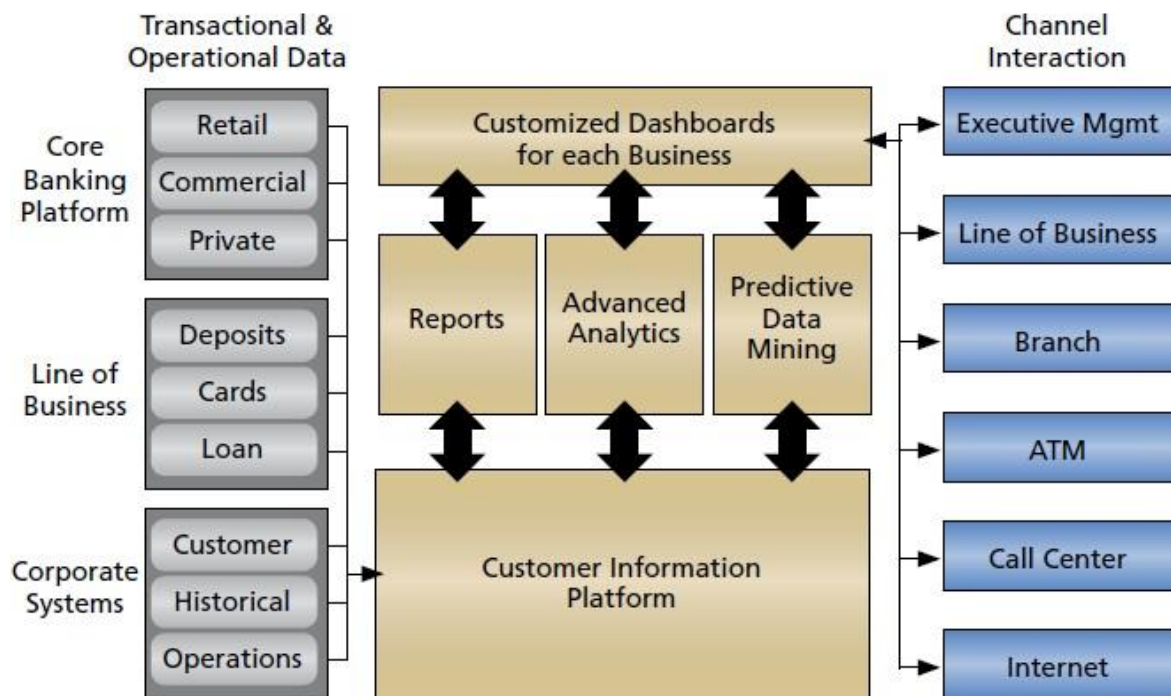 Transactional &
Operational Data
Core
Banking
Platform
Retail
Commercial
Private
Line of
Business
Deposits
Cards
Loan
Corporate
Systems
Customer
Historical
Operations
Customized Dashboards
for each Business
Reports
Advanced
Analytics
Predictive
Data
Mining
Customer Information
Platform
Channel
Interaction
Executive Mgmt
Line of Business
Branch
ATM
Call Center
Internet